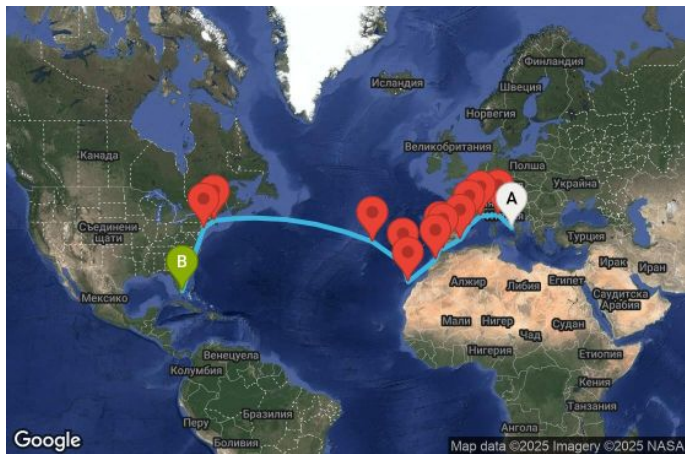 Исландия
Финландия
Швеция
Норвегия
Великобритания
Полша
Украйна
Канада
A
Съединени
щати
Турция
B
Ирак
Иран
Алжир
Либия
Египет
Саудитска
Арабия
Мексико
Мали
Нигер
Судан
Чад
Нигерия
Етиопия
Венецуела
Колумбия
Кения
Танзания
Перу
Бразилия
Ангола
Боливия
Google
Map data ©2025 Imagery ©2025 NASA